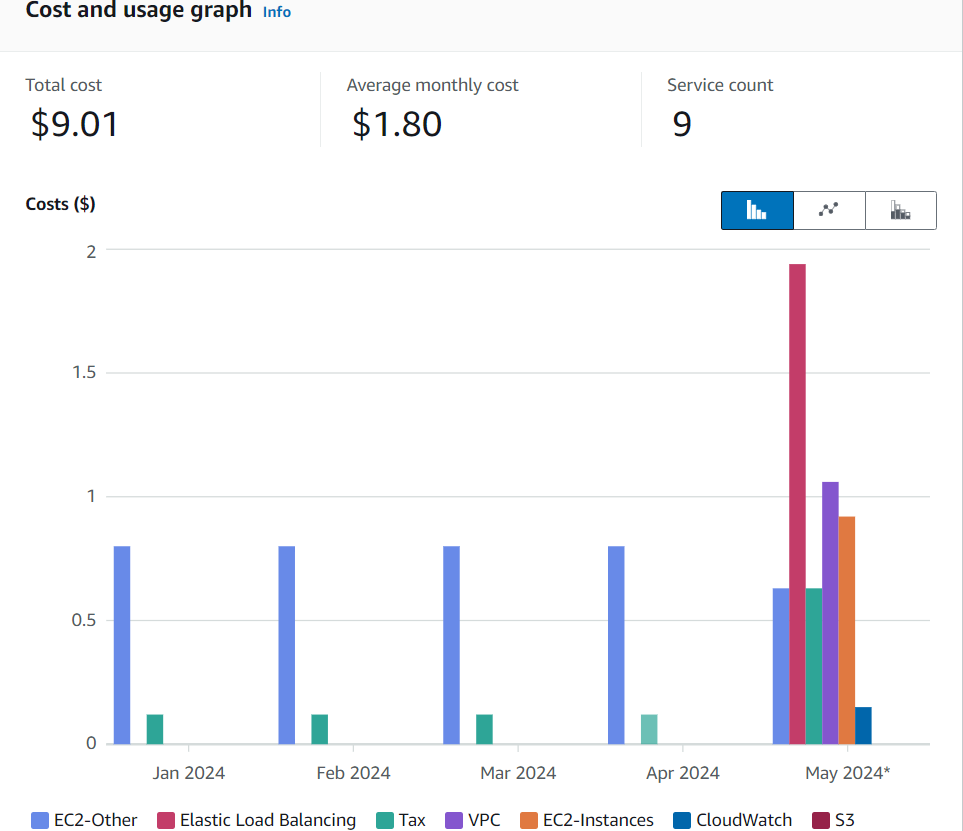 Cost and usage graph Info
Total cost Average monthly cost Service count
$9.01 $1.80 9
Costs ($)
2
1.5
1
0.5
0
Jan 2024 Feb 2024 Mar 2024 Apr 2024 May 2024*
EC2-Other Elastic Load Balancing Tax VPC EC2-Instances CloudWatch S3